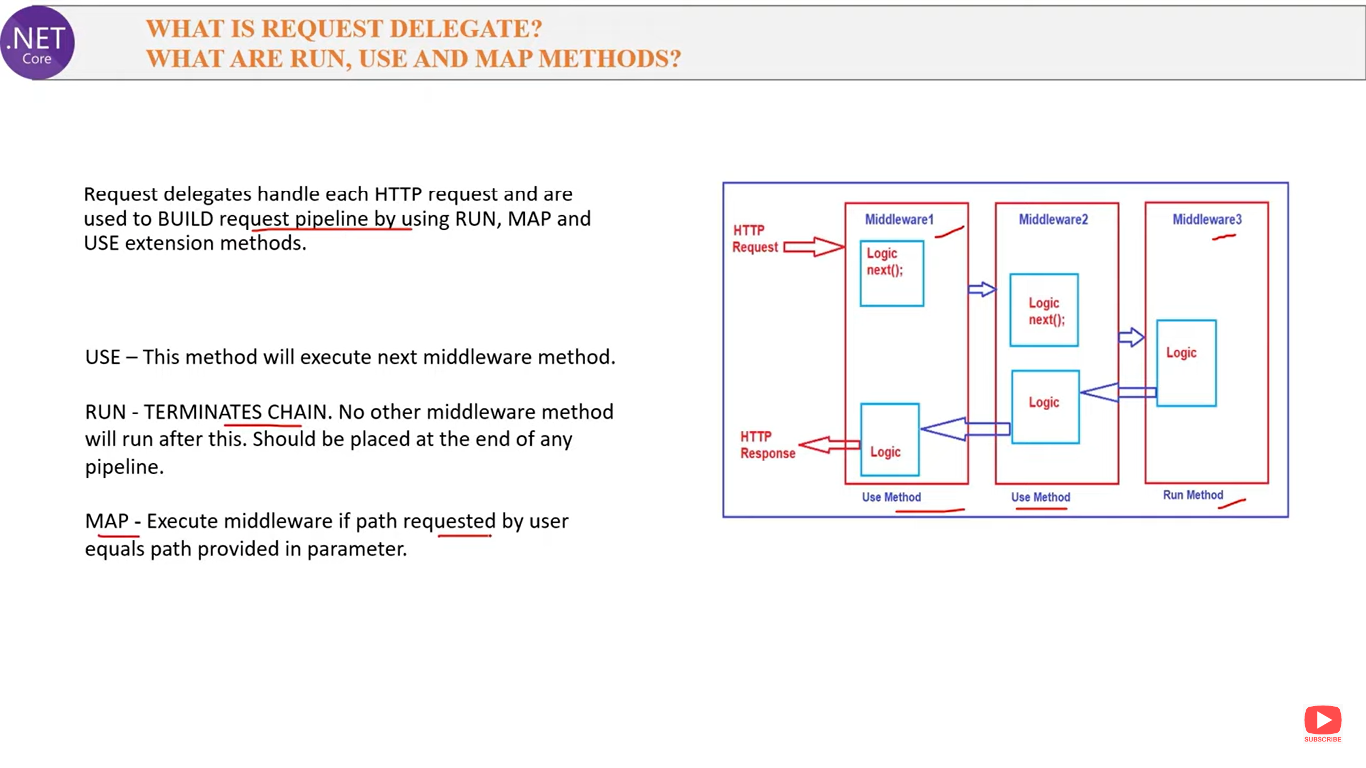 .NET
Core
WHAT IS REQUEST DELEGATE?
WHAT ARE RUN, USE AND MAP METHODS?
Request delegates handle each HTTP request and are
used to BUILD request pipeline by using RUN, MAP and
USE extension methods.
USE – This method will execute next middleware method.
RUN - TERMINATES CHAIN. No other middleware method
will run after this. Should be placed at the end of any
pipeline.
MAP - Execute middleware if path requested by user
equals path provided in parameter.
Middleware1
Middleware2
Middleware3
HTTP
Request
Logic
next();
Logic
next();
Logic
Logic
HTTP
Response
Logic
Use Method
Use Method
Run Method
SUBSCRIBE